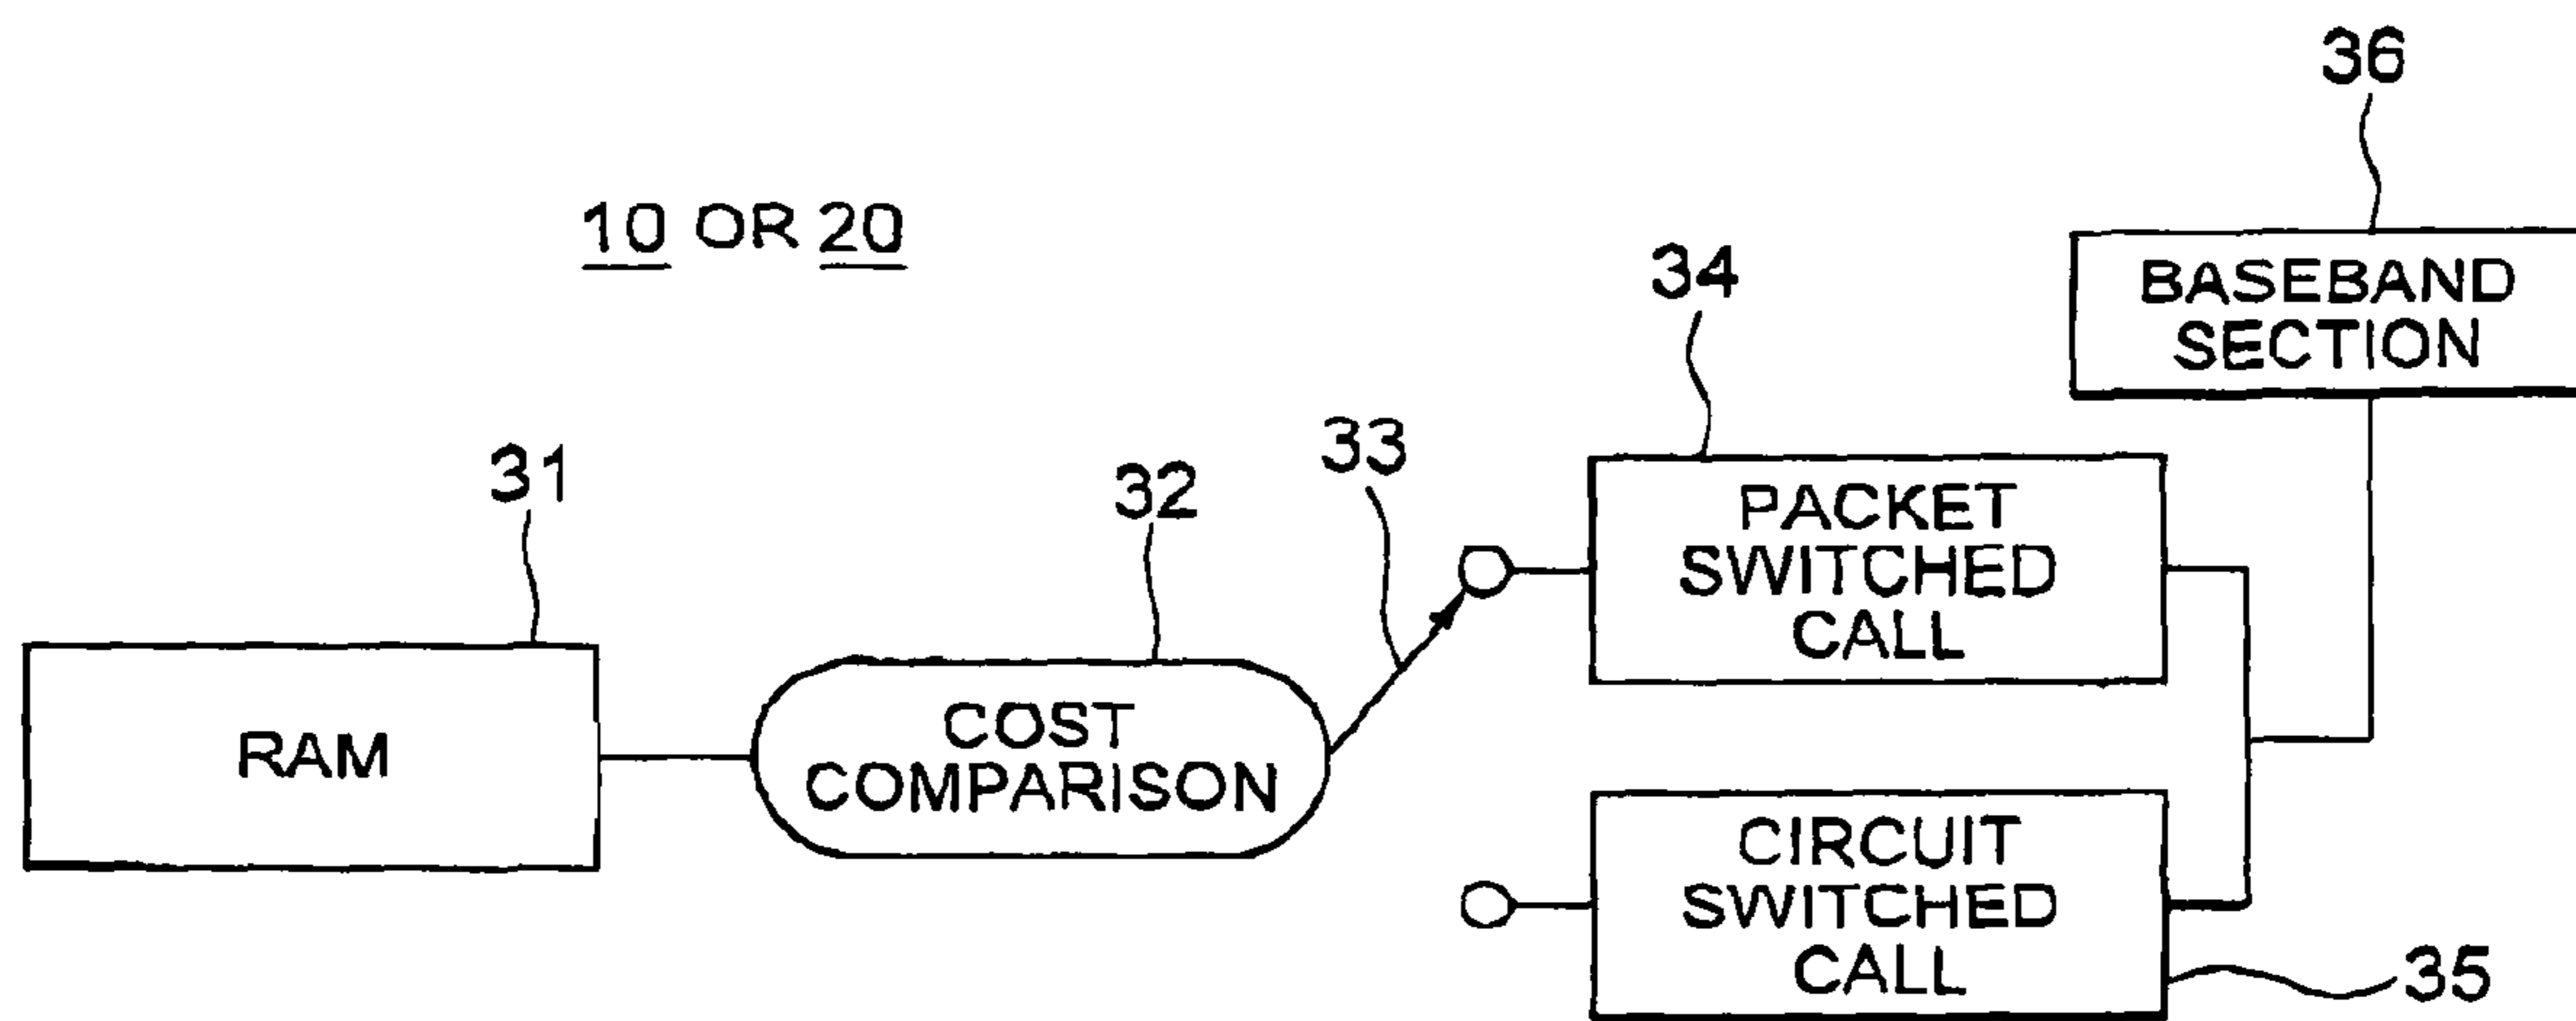 36
10 OR 20
34
BASEBAND
SECTION
33
31
32
PACKET
SWITCHED
CALL
RAM
COST
COMPARISON
CIRCUIT
SWITCHED
CALL
35